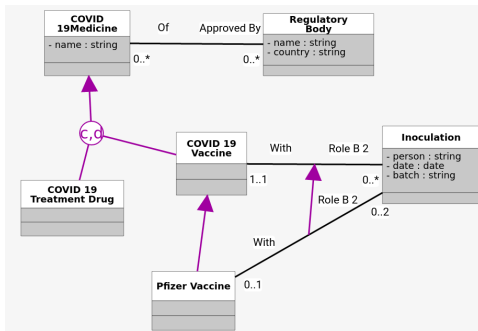 COVID
19Medicine
- name : string
Of
Approved By
0..*
0..*
Regulatory
Body
- name : string
- country : string
c,d
COVID 19
Vaccine
With
Role B 2
1..1
0..*
Inoculation
- person : string
- date : date
- batch : string
COVID 19
Treatment Drug
Role B 2
0..2
With
0..1
Pfizer Vaccine